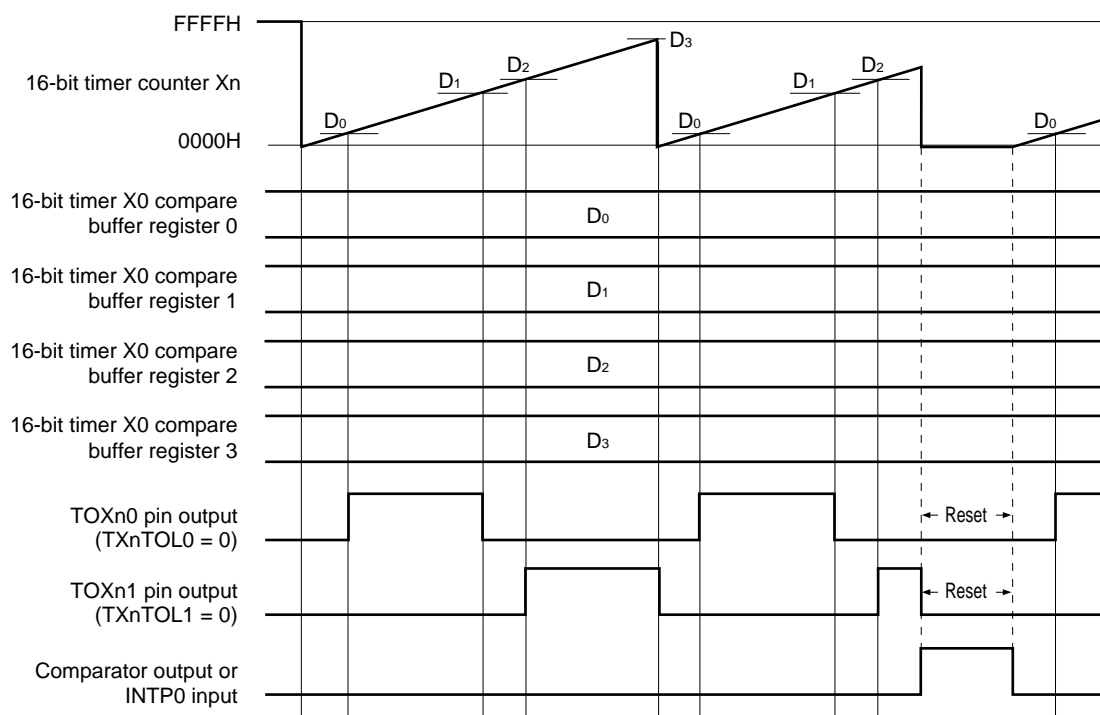 FFFFH
D3
D1
D2
D1
D2
16-bit timer counter Xn
D0
D0
D0
0000H
16-bit timer X0 compare
buffer register 0
D0
16-bit timer X0 compare
buffer register 1
D1
16-bit timer X0 compare
buffer register 2
D2
16-bit timer X0 compare
buffer register 3
D3
TOXn0 pin output
(TXnTOL0 = 0)
Reset
TOXn1 pin output
(TXnTOL1 = 0)
Reset
Comparator output or
INTP0 input